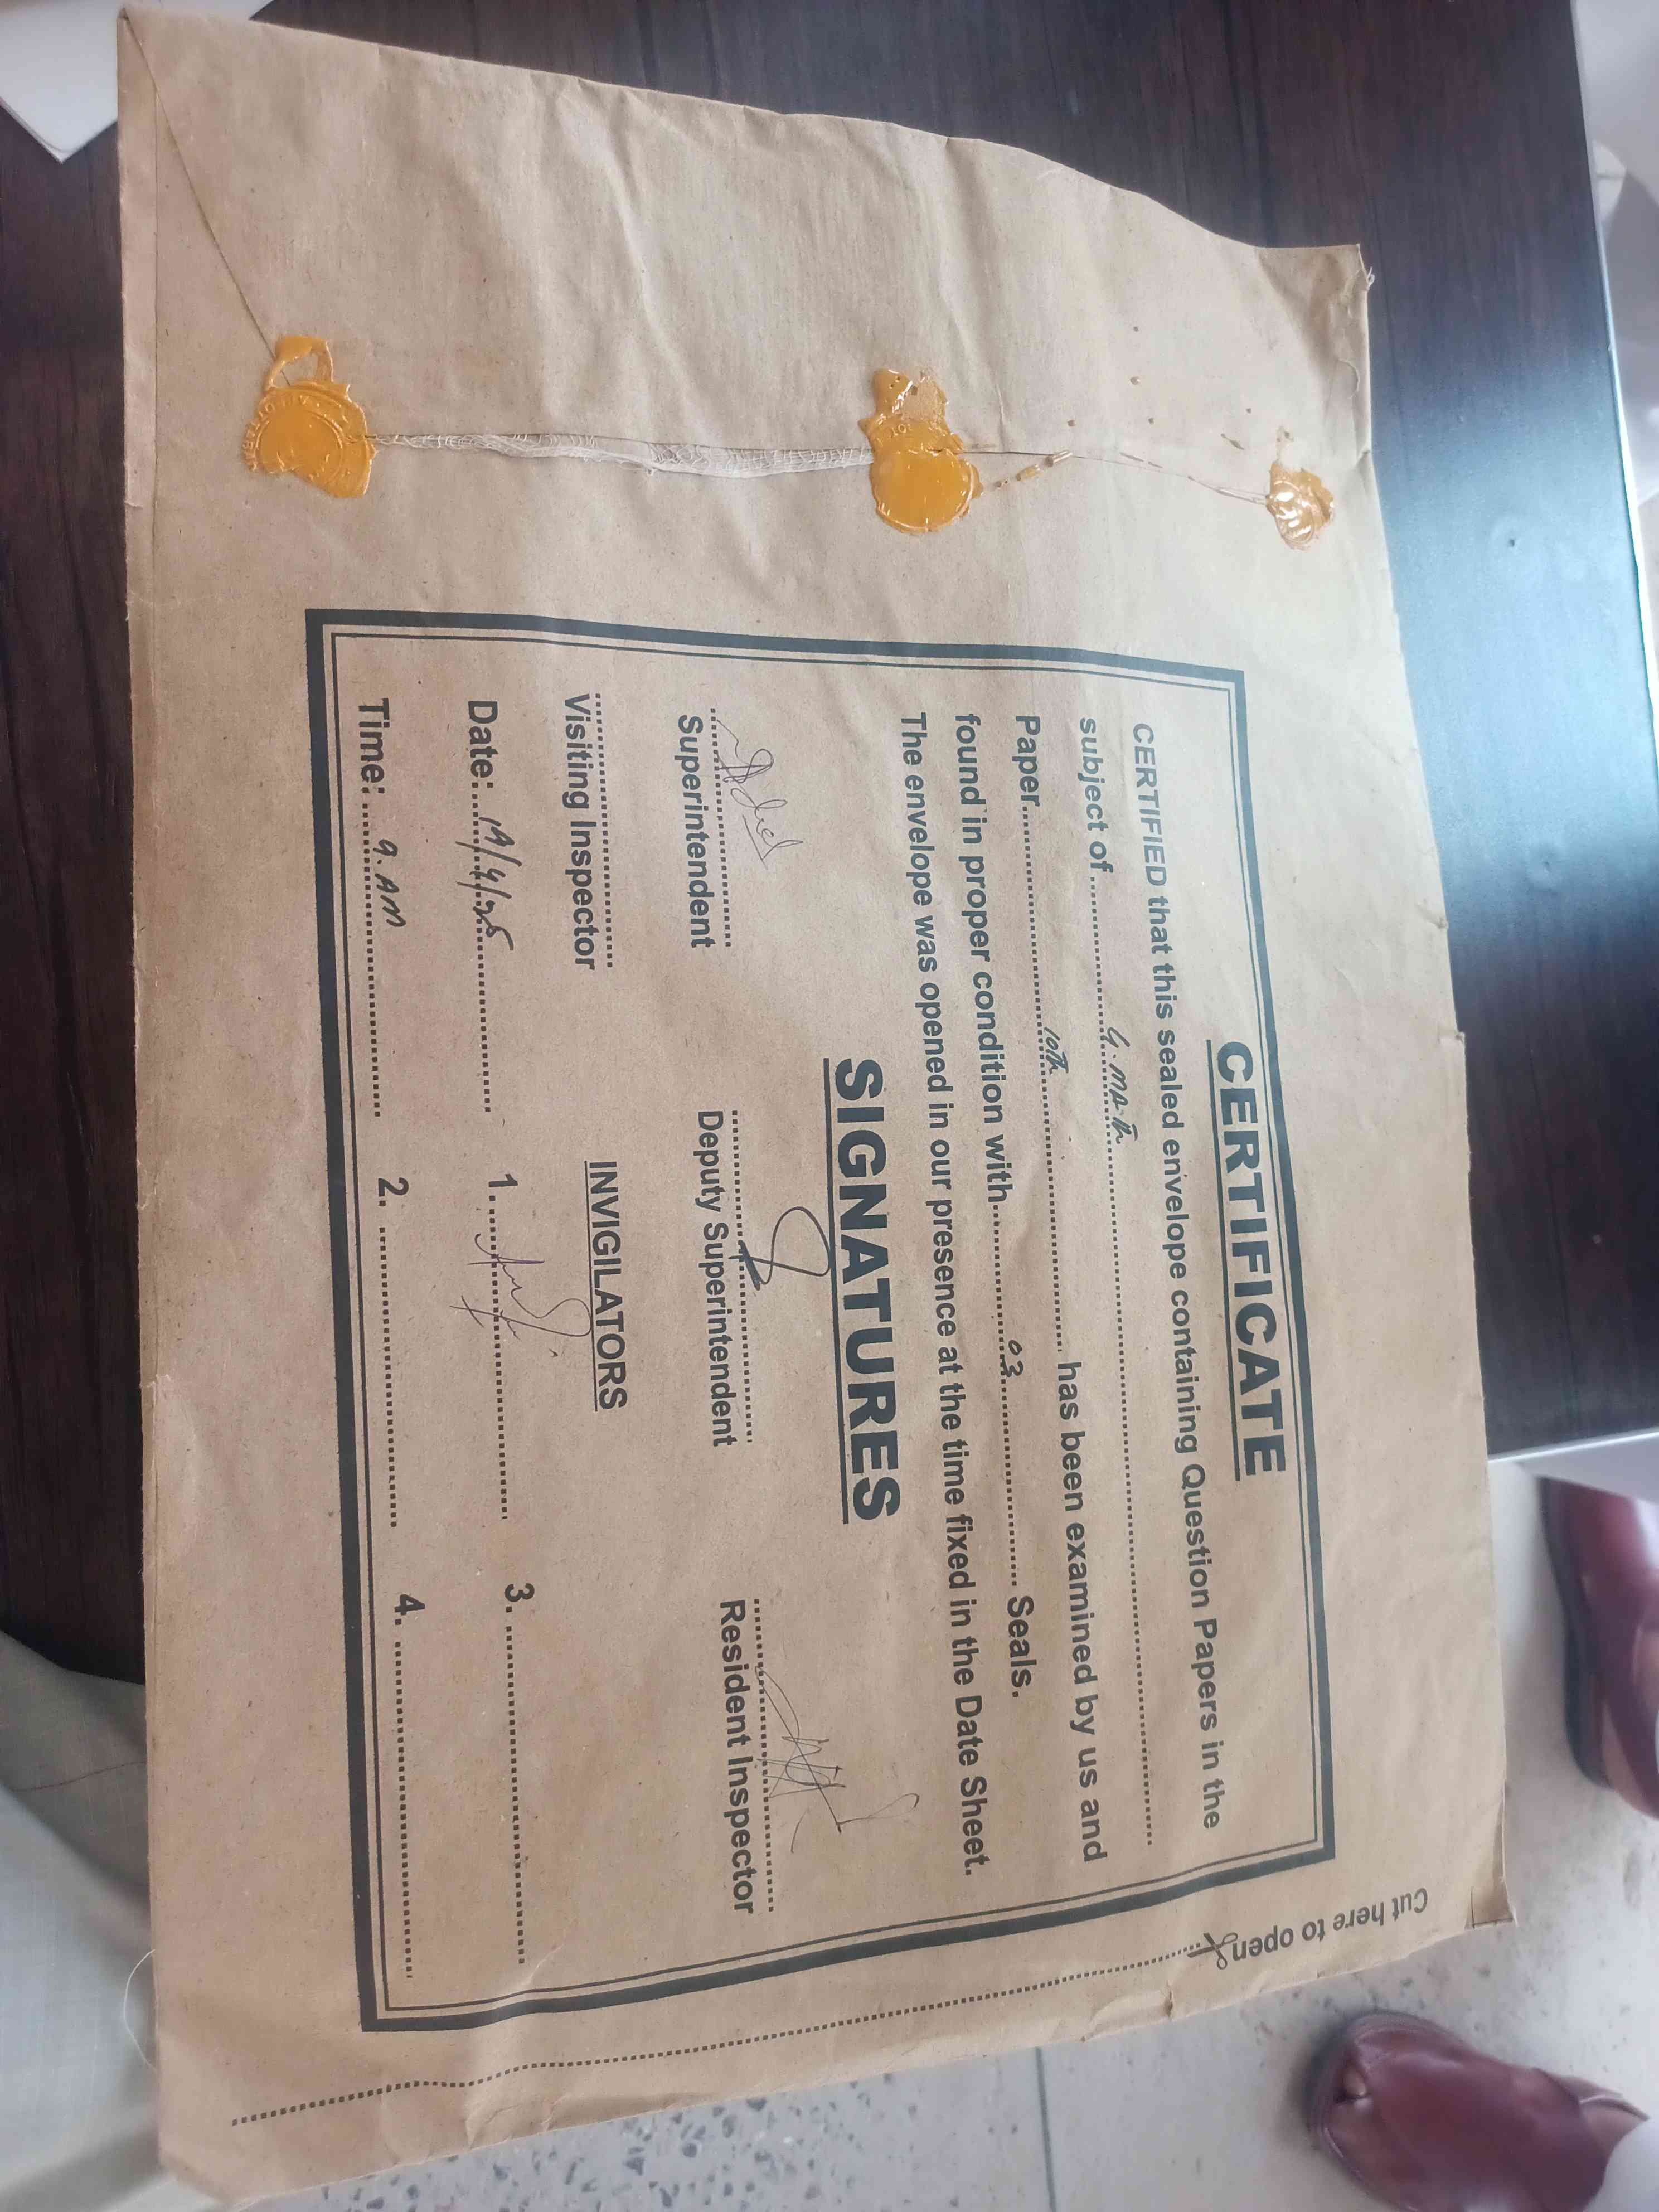 CERTIFICATE
CERTIFIED that this sealed envelope containing Question Papers in the
subject of.......G. Math.......
Paper.......10th....... has been examined by us and
found in proper condition with.......03....... Seals.
The envelope was opened in our presence at the time fixed in the Date Sheet.
SIGNATURES
Superintendent Deputy Superintendent Resident Inspector
Visiting Inspector INVIGILATORS
Date:...19/4/25... 1. 3.
Time:...9. AM... 2. 4.
Cut here to open